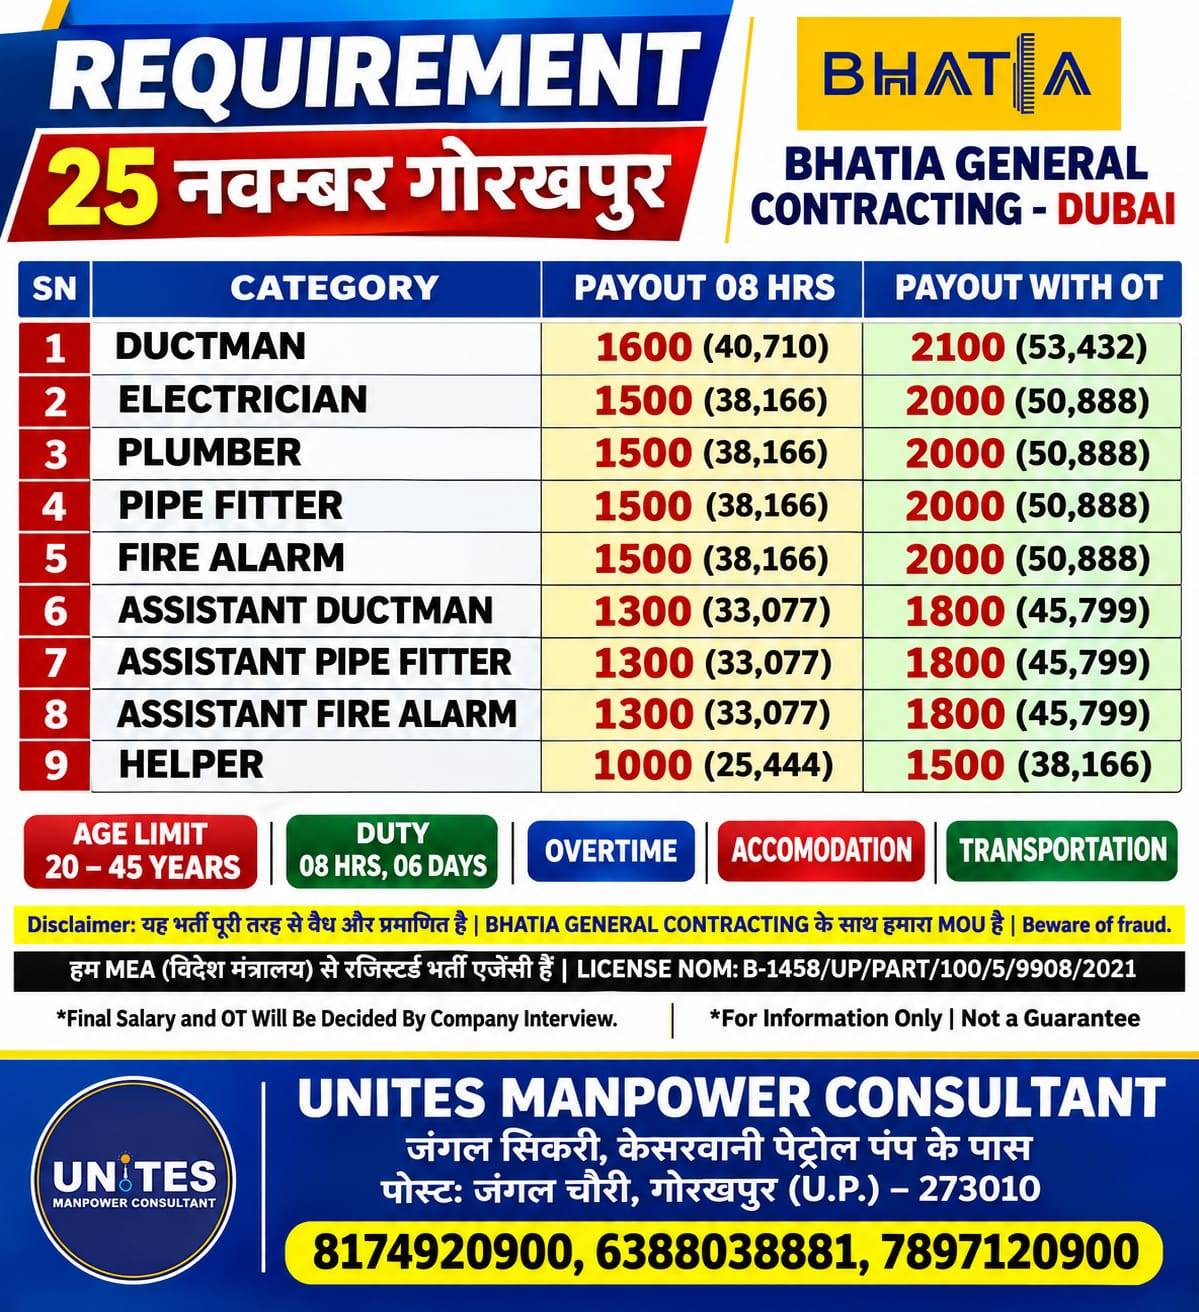 REQUIREMENT
25 नवम्बर गोरखपुर
BHATIA
BHATIA GENERAL
CONTRACTING - DUBAI
SN CATEGORY PAYOUT 08 HRS PAYOUT WITH OT
1 DUCTMAN 1600 (40,710) 2100 (53,432)
2 ELECTRICIAN 1500 (38,166) 2000 (50,888)
3 PLUMBER 1500 (38,166) 2000 (50,888)
4 PIPE FITTER 1500 (38,166) 2000 (50,888)
5 FIRE ALARM 1500 (38,166) 2000 (50,888)
6 ASSISTANT DUCTMAN 1300 (33,077) 1800 (45,799)
7 ASSISTANT PIPE FITTER 1300 (33,077) 1800 (45,799)
8 ASSISTANT FIRE ALARM 1300 (33,077) 1800 (45,799)
9 HELPER 1000 (25,444) 1500 (38,166)
AGE LIMIT
20 – 45 YEARS
DUTY
08 HRS, 06 DAYS
OVERTIME
ACCOMODATION
TRANSPORTATION
Disclaimer: यह भर्ती पूरी तरह से वैध और प्रमाणित है | BHATIA GENERAL CONTRACTING के साथ हमारा MOU है | Beware of fraud.
हम MEA (विदेश मंत्रालय) से रजिस्टर्ड भर्ती एजेंसी हैं | LICENSE NOM: B-1458/UP/PART/100/5/9908/2021
*Final Salary and OT Will Be Decided By Company Interview. | *For Information Only | Not a Guarantee
UNITES
MANPOWER CONSULTANT
UNITES MANPOWER CONSULTANT
जंगल सिकरी, केसरवानी पेट्रोल पंप के पास
पोस्ट: जंगल चौरी, गोरखपुर (U.P.) – 273010
8174920900, 6388038881, 7897120900